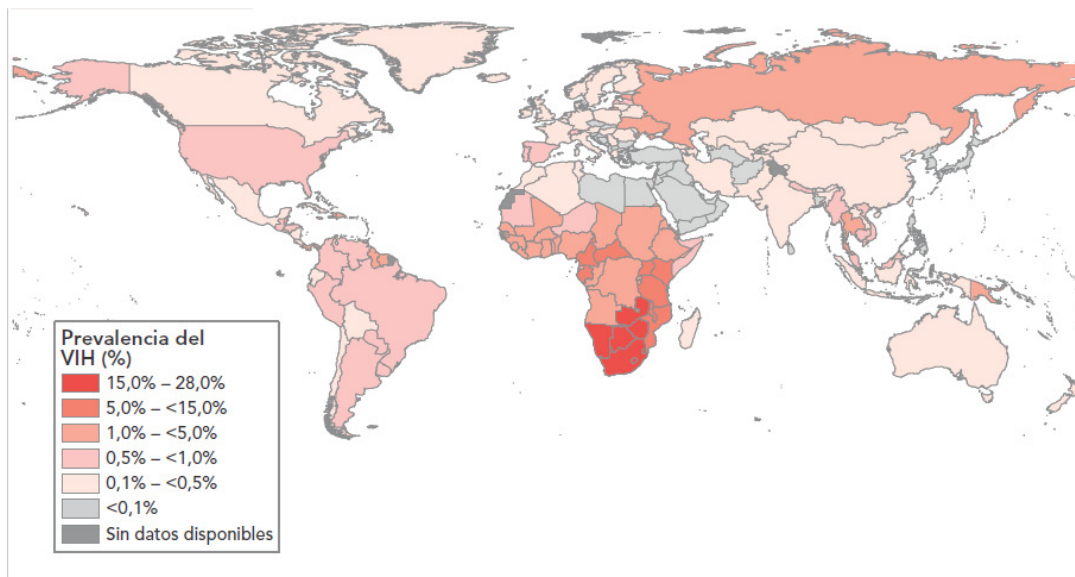 Prevalencia del
VIH (%)
15,0% – 28,0%
5,0% – <15,0%
1,0% – <5,0%
0,5% – <1,0%
0,1% – <0,5%
<0,1%
Sin datos disponibles